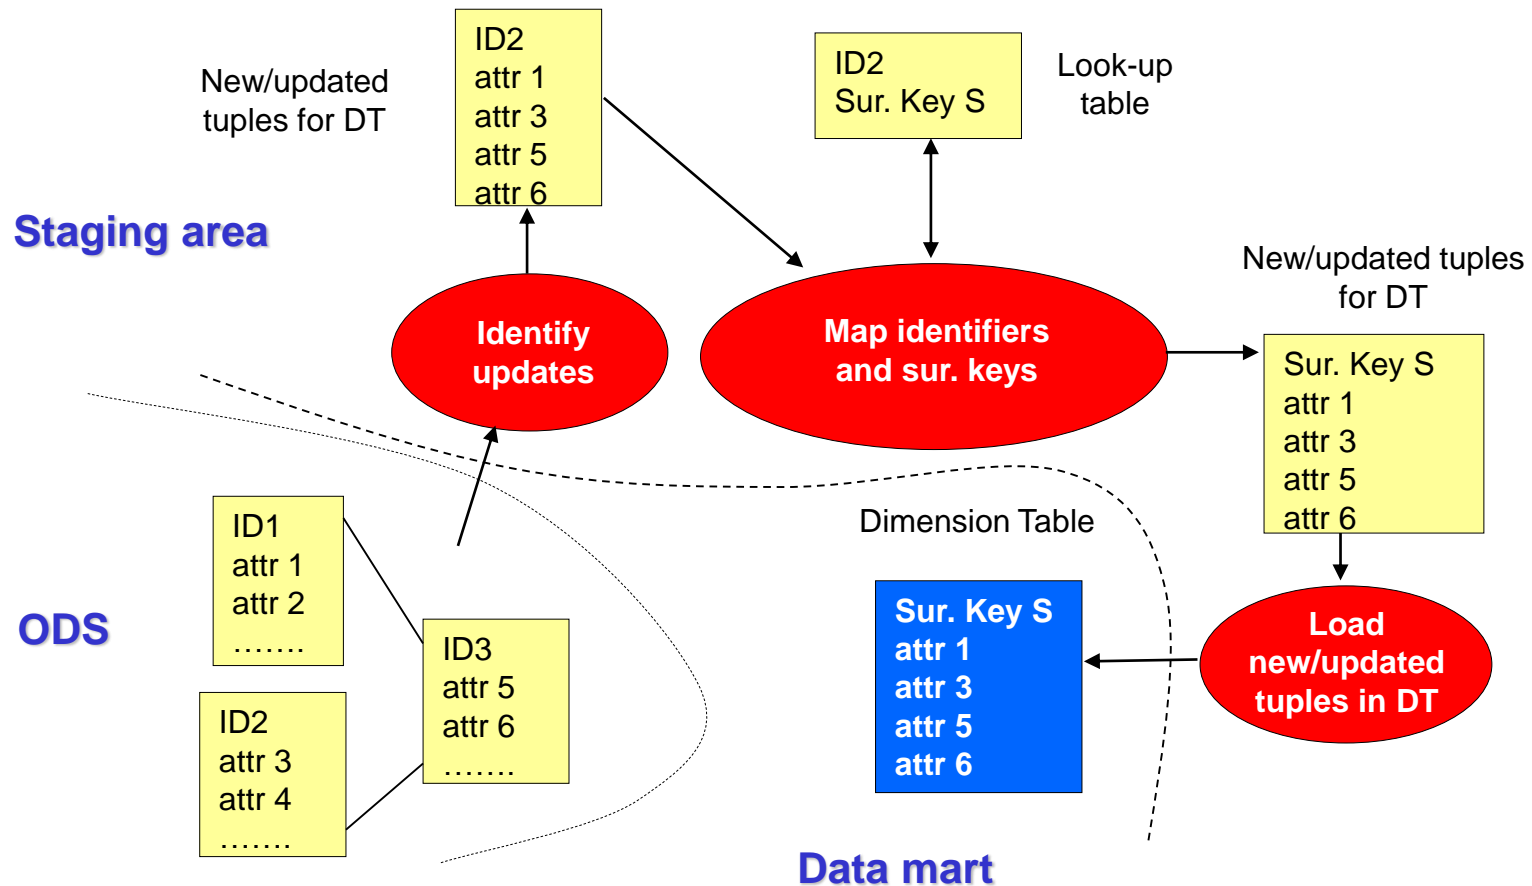 New/updated
tuples for DT
ID2
attr 1
attr 3
attr 5
attr 6
ID2
Sur. Key S
Look-up
table
Staging area
Identify
updates
Map identifiers
and sur. keys
New/updated tuples
for DT
Sur. Key S
attr 1
attr 3
attr 5
attr 6
ODS
ID1
attr 1
attr 2
…….
ID2
attr 3
attr 4
…….
ID3
attr 5
attr 6
…….
Dimension Table
Sur. Key S
attr 1
attr 3
attr 5
attr 6
Load
new/updated
tuples in DT
Data mart